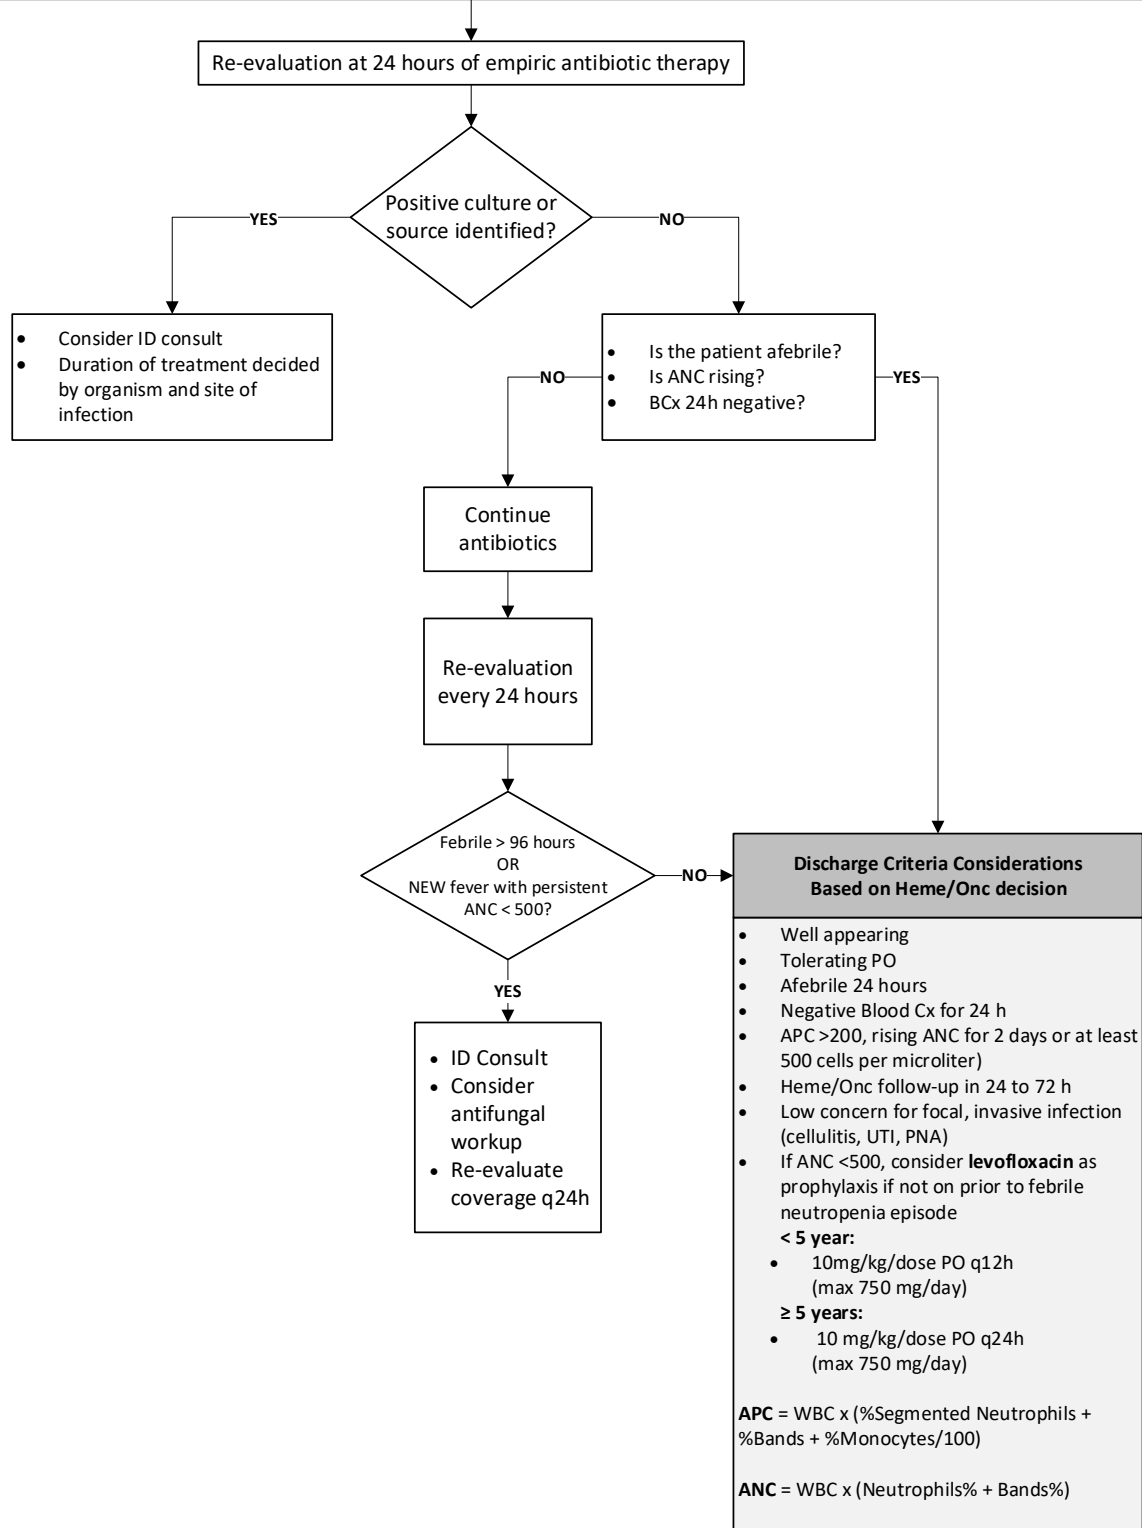 Re-evaluation at 24 hours of empiric antibiotic therapy
Positive culture or
source identified?
YES
NO
• Consider ID consult
• Duration of treatment decided
by organism and site of
infection
• Is the patient afebrile?
• Is ANC rising?
• BCx 24h negative?
NO
YES
Continue
antibiotics
Re-evaluation
every 24 hours
Febrile > 96 hours
OR
NEW fever with persistent
ANC < 500?
NO
YES
• ID Consult
• Consider
antifungal
workup
• Re-evaluate
coverage q24h
Discharge Criteria Considerations
Based on Heme/Onc decision
• Well appearing
• Tolerating PO
• Afebrile 24 hours
• Negative Blood Cx for 24 h
• APC >200, rising ANC for 2 days or at least
500 cells per microliter)
• Heme/Onc follow-up in 24 to 72 h
• Low concern for focal, invasive infection
(cellulitis, UTI, PNA)
• If ANC <500, consider levofloxacin as
prophylaxis if not on prior to febrile
neutropenia episode
< 5 year:
• 10mg/kg/dose PO q12h
(max 750 mg/day)
≥ 5 years:
• 10 mg/kg/dose PO q24h
(max 750 mg/day)
APC = WBC x (%Segmented Neutrophils +
%Bands + %Monocytes/100)
ANC = WBC x (Neutrophils% + Bands%)